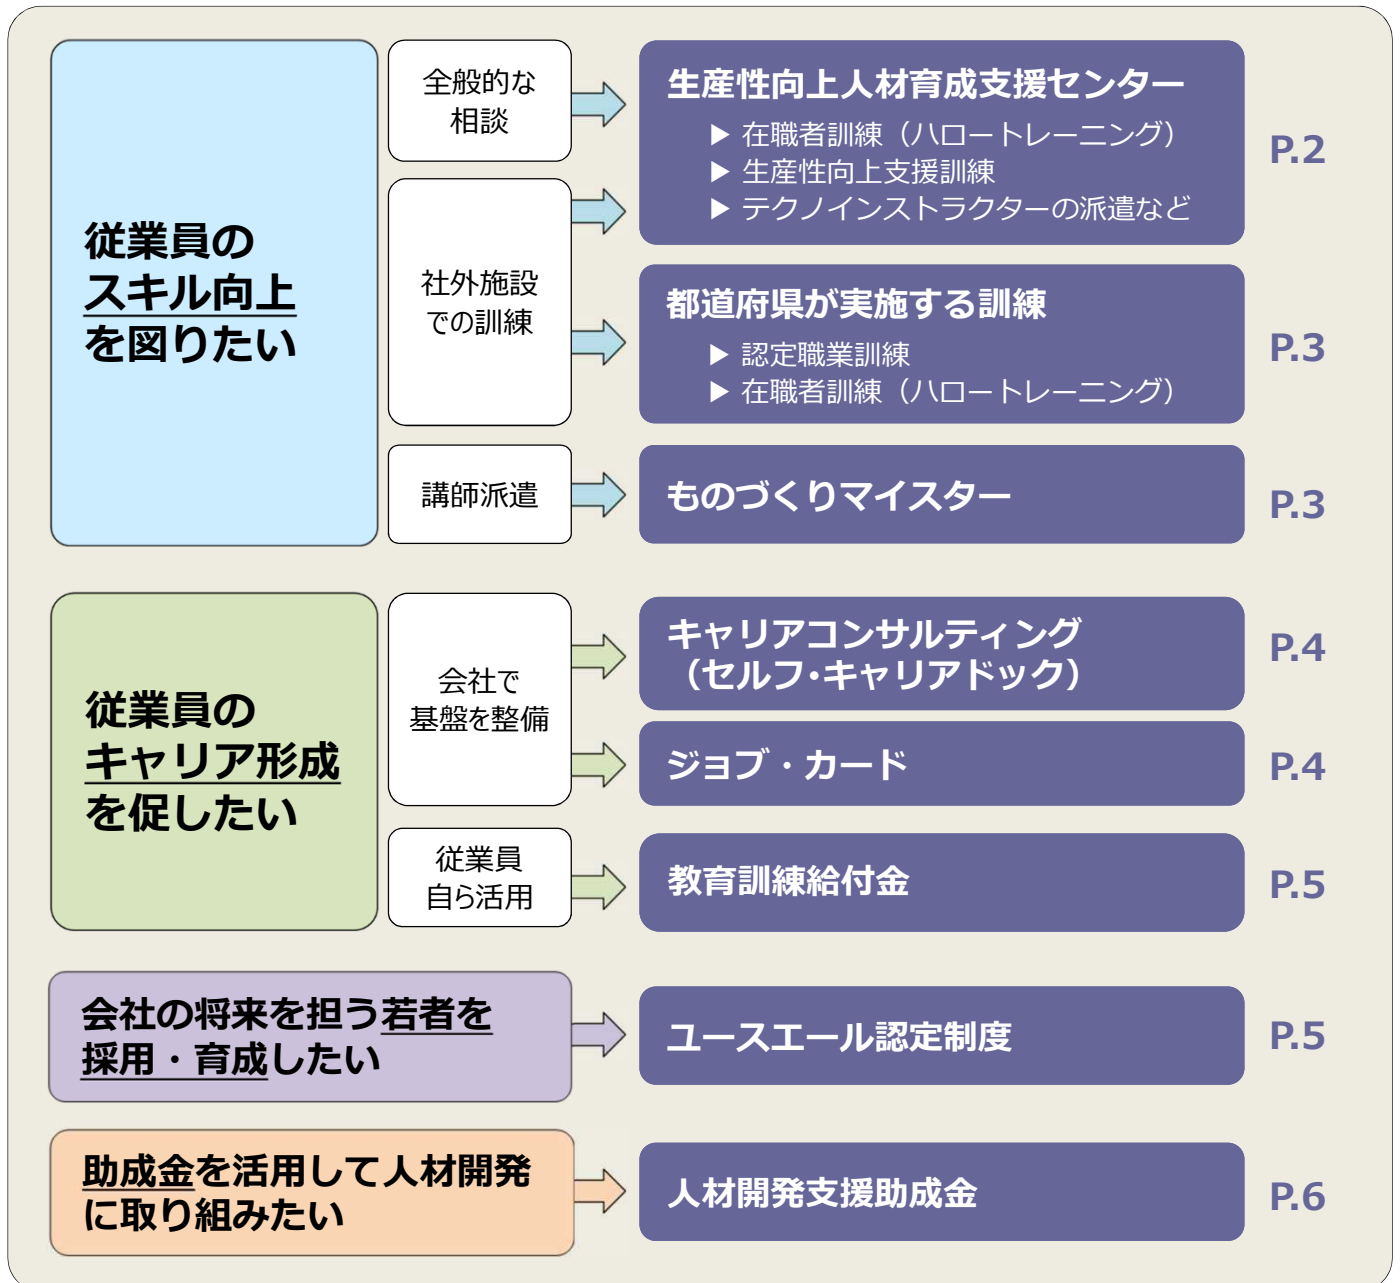 従業員の
スキル向上
を図りたい
全般的な
相談
生産性向上人材育成支援センター
▶ 在職者訓練（ハロートレーニング）
▶ 生産性向上支援訓練
▶ テクノインストラクターの派遣など
P.2
社外施設
での訓練
都道府県が実施する訓練
▶ 認定職業訓練
▶ 在職者訓練（ハロートレーニング）
P.3
講師派遣
ものづくりマイスター
P.3
従業員の
キャリア形成
を促したい
会社で
基盤を整備
キャリアコンサルティング
（セルフ・キャリアドック）
P.4
ジョブ・カード
P.4
従業員
自ら活用
教育訓練給付金
P.5
会社の将来を担う若者を
採用・育成したい
ユースエール認定制度
P.5
助成金を活用して人材開発
に取り組みたい
人材開発支援助成金
P.6